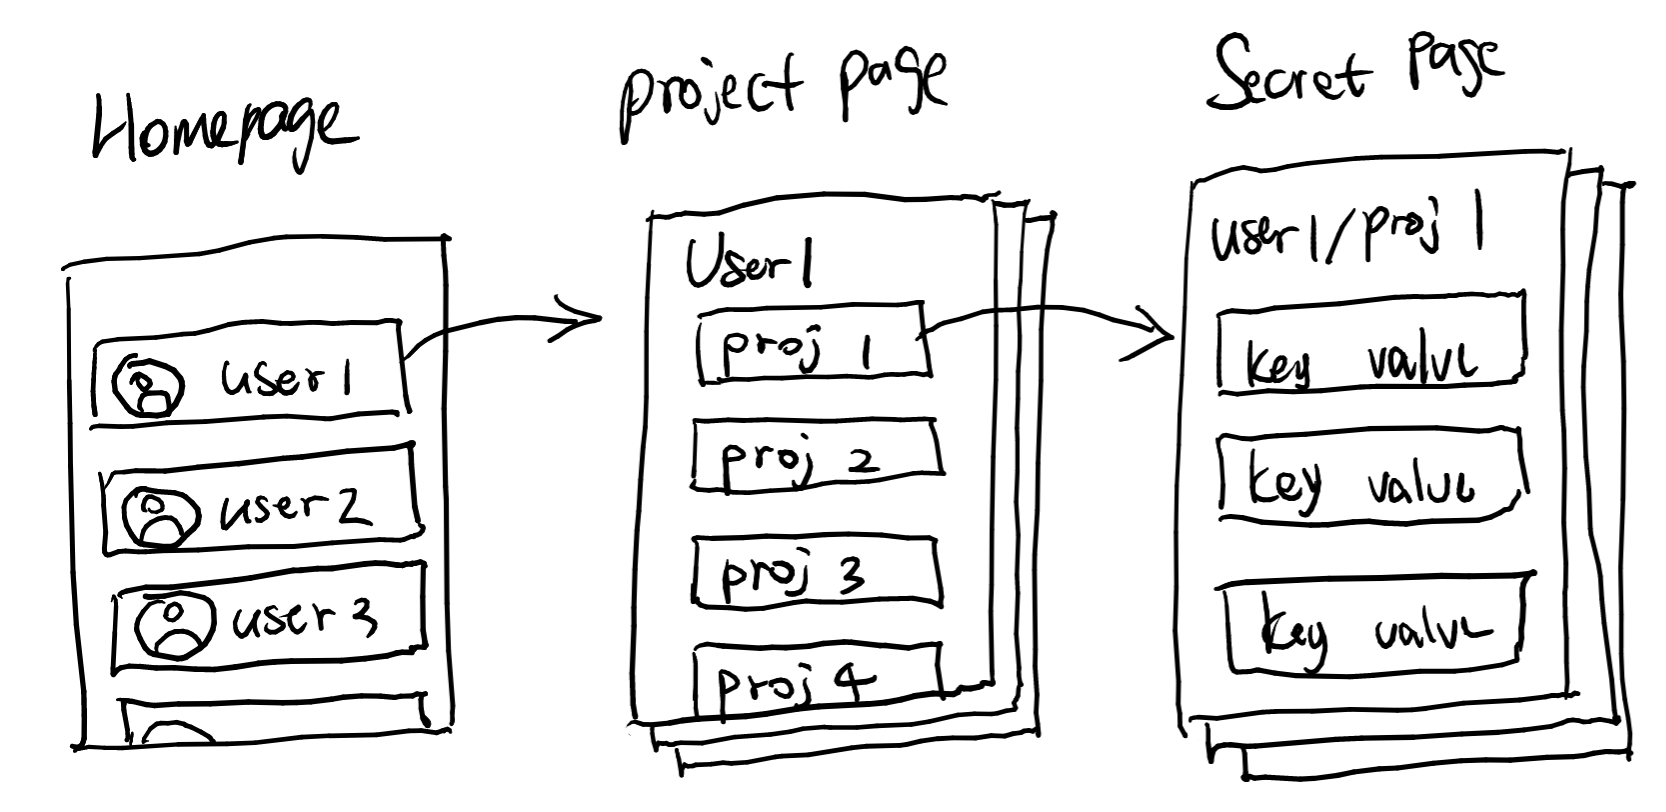 Homepage
user 1
user 2
user 3
project page
User 1
proj 1
proj 2
proj 3
proj 4
Secret Page
user 1/proj 1
key value
key value
key value